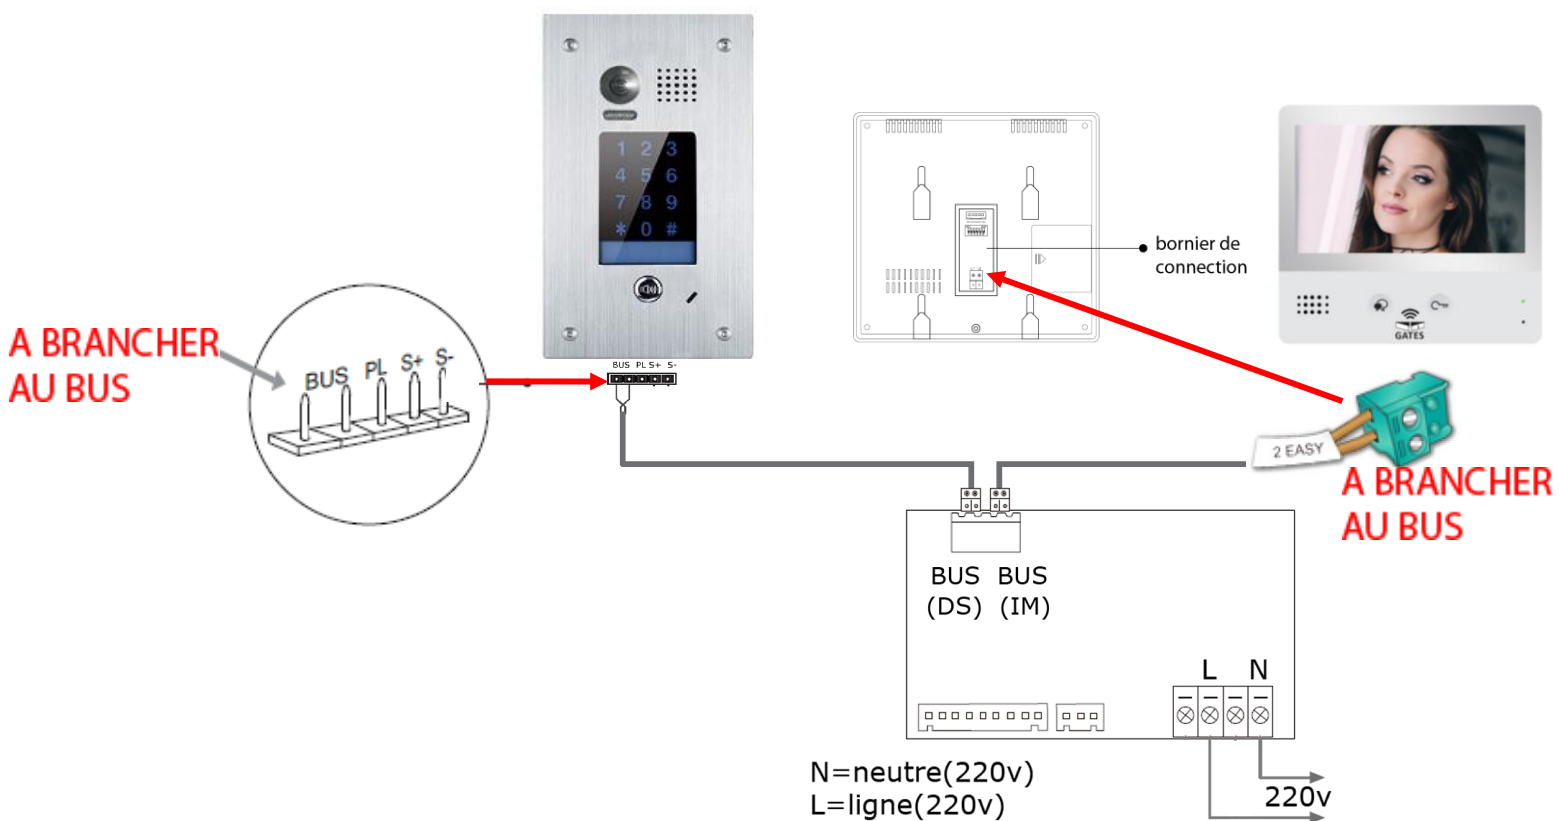 1 2 3
4 5 6
7 8 9
* 0 #
A BRANCHER
AU BUS
BUS PL S+ S-
BUS PL S+ S-
bornier de
connection
GATES
2 EASY
A BRANCHER
AU BUS
BUS BUS
(DS) (IM)
L N
N=neutre(220v)
L=ligne(220v)
220v